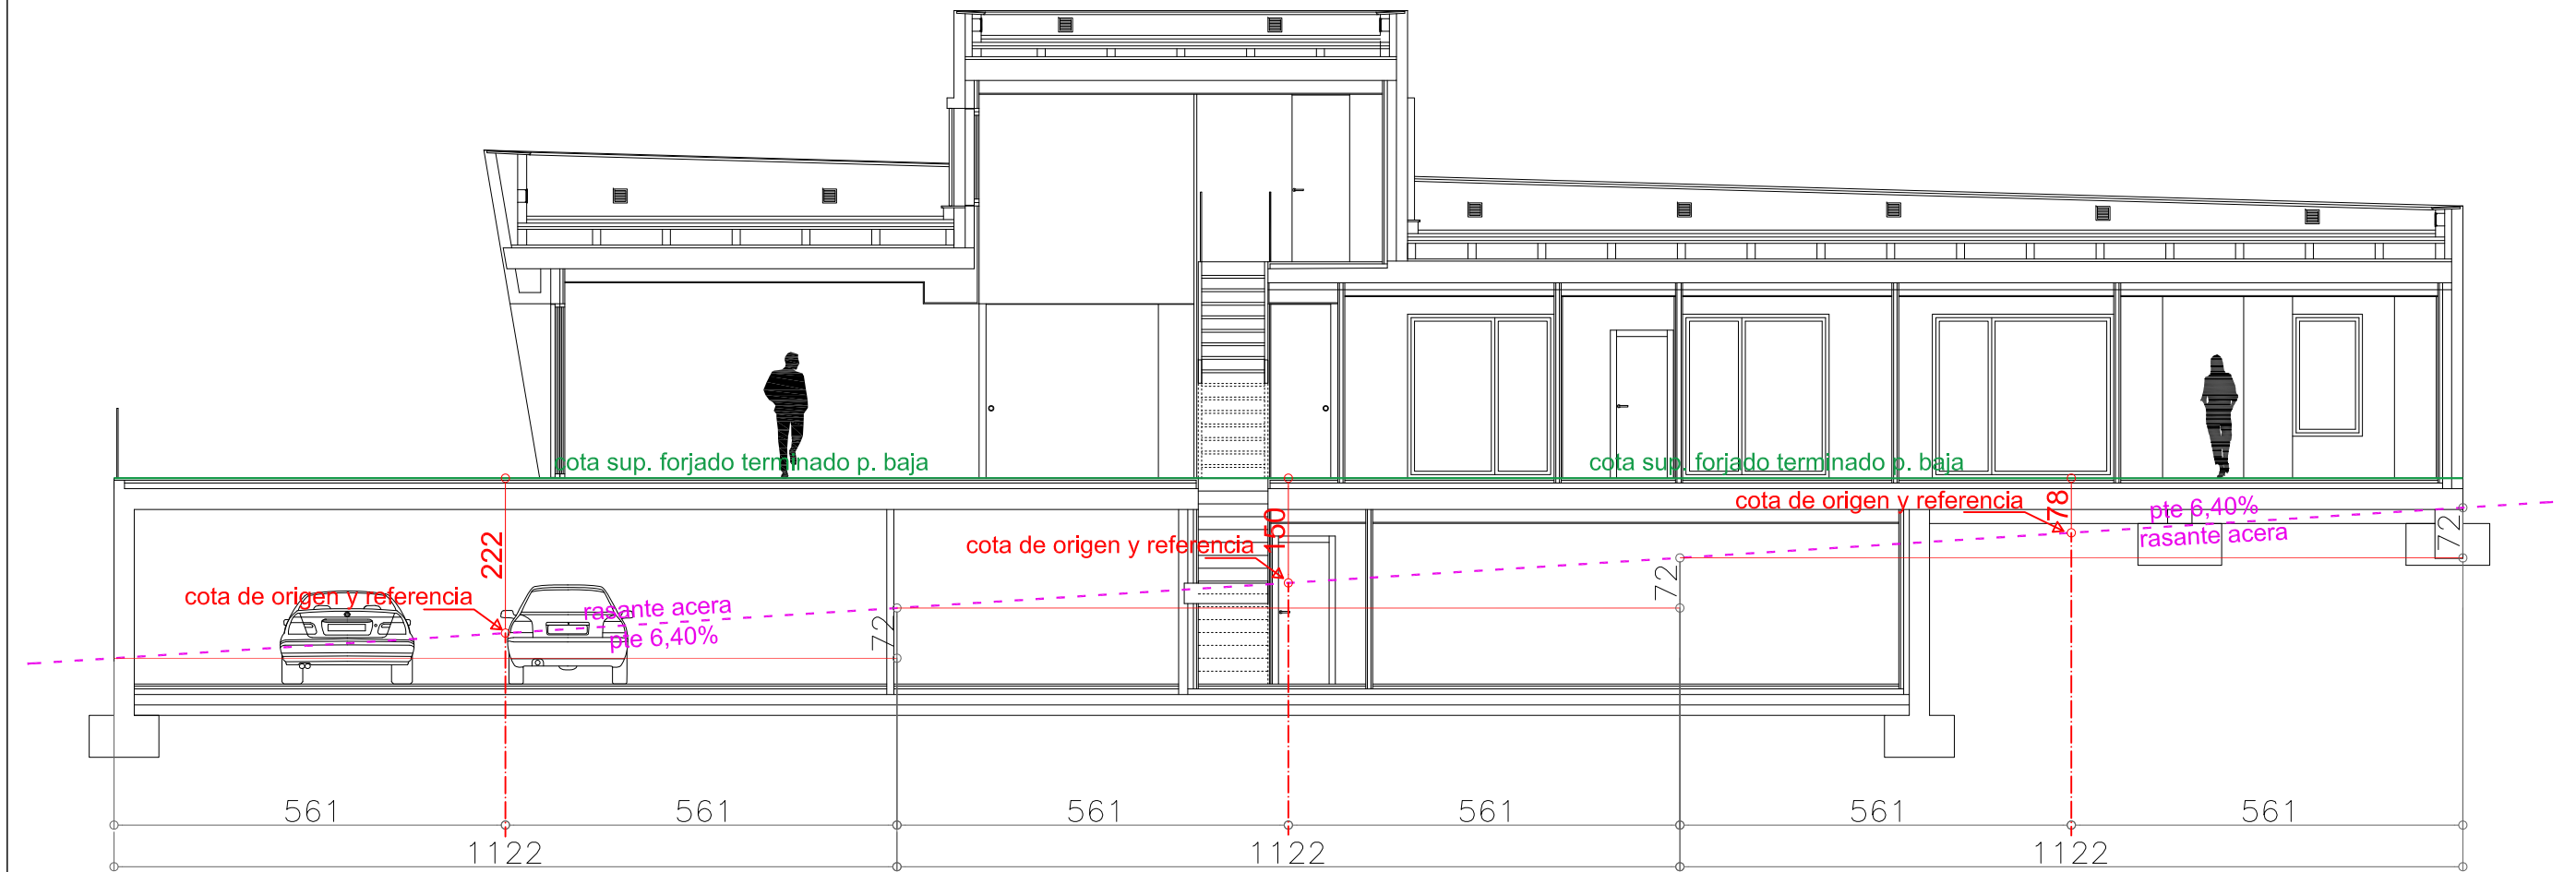 cota sup. forjado terminado p. baja
cota sup. forjado terminado p. baja
cota de origen y referencia
78
pte 6,40%
rasante acera
72
222
cota de origen y referencia
150
72
cota de origen y referencia
rasante acera
pte 6,40%
72
561
561
561
561
561
561
1122
1122
1122